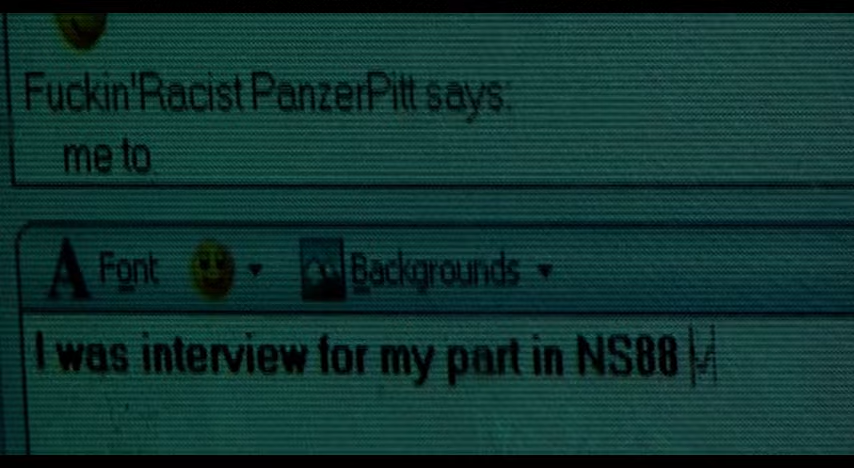 Fuckin'Racist PanzerPitt says:
me to
A Font Backgrounds
I was interview for my part in NS88